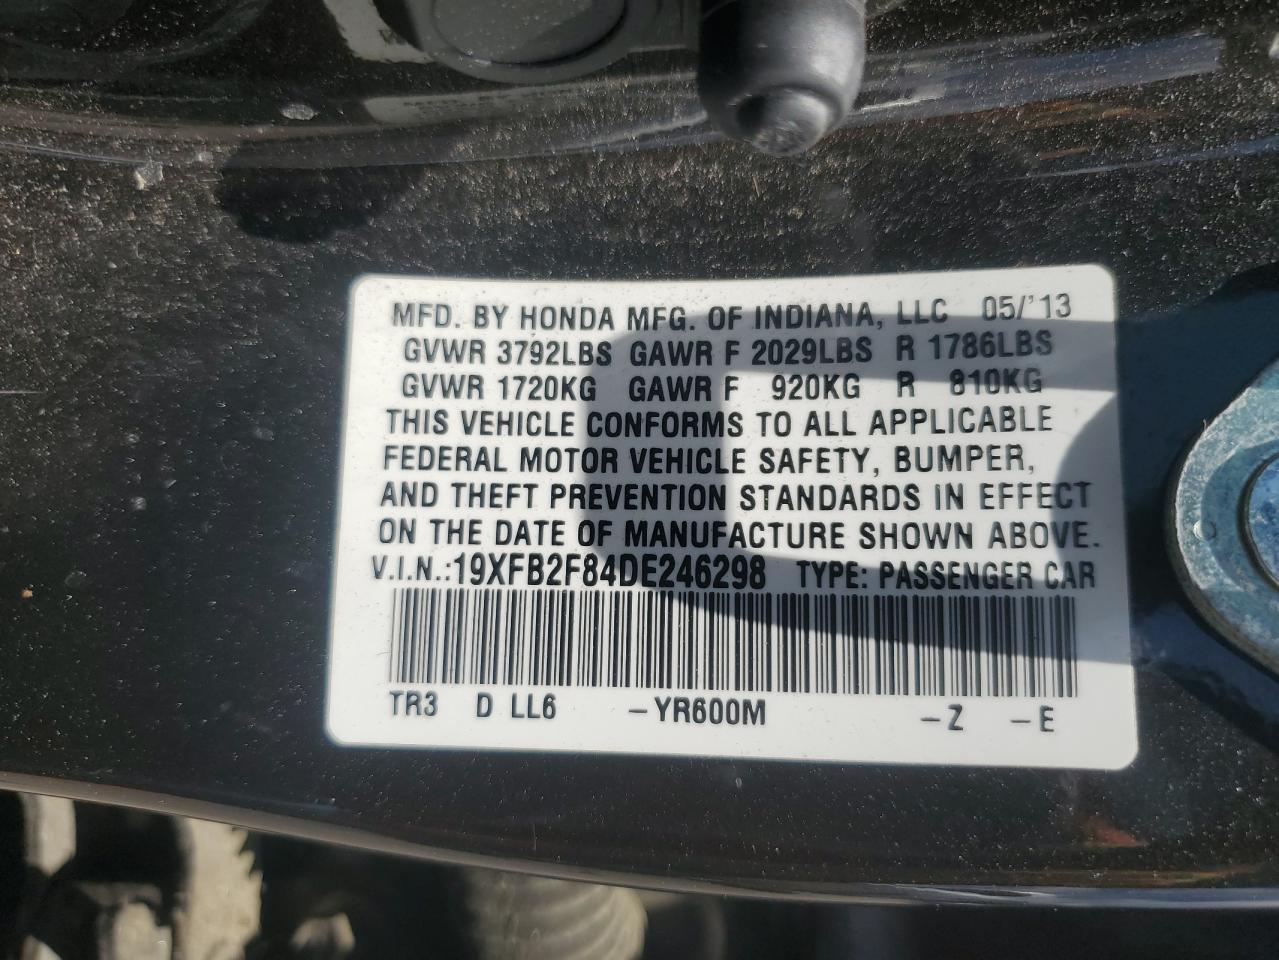 MFD. BY HONDA MFG. OF INDIANA, LLC 05/'13
GVWR 3792LBS GAWR F 2029LBS R 1786LBS
GVWR 1720KG GAWR F 920KG R 810KG
THIS VEHICLE CONFORMS TO ALL APPLICABLE
FEDERAL MOTOR VEHICLE SAFETY, BUMPER,
AND THEFT PREVENTION STANDARDS IN EFFECT
ON THE DATE OF MANUFACTURE SHOWN ABOVE.
V.I.N.:19XFB2F84DE246298 TYPE: PASSENGER CAR
TR3 D LL6 -YR600M -Z -E